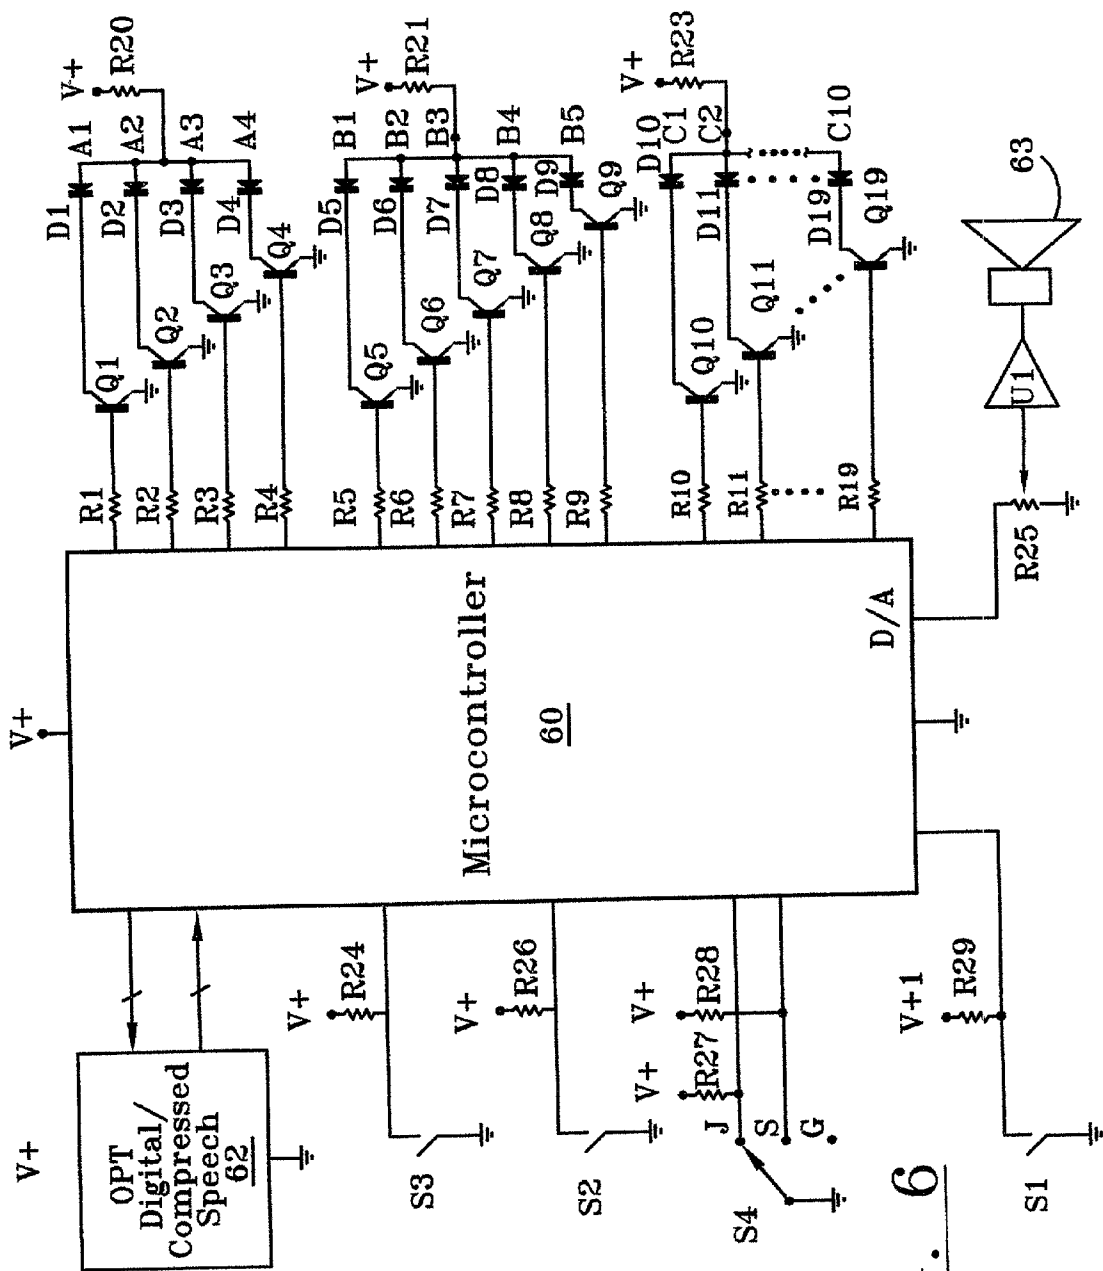 V+
OPT
Digital/
Compressed
Speech
62
V+
R24
S3
V+
R26
S2
V+
R27
V+
R28
J
S
G
S4
V+1
R29
S1
V+
Microcontroller
60
D/A
R1
R2
R3
R4
R5
R6
R7
R8
R9
R10
R11
R19
Q1
Q2
Q3
Q4
Q5
Q6
Q7
Q8
Q9
Q10
Q11
Q19
D1
D2
D3
D4
D5
D6
D7
D8
D9
D10
D11
D19
A1
A2
A3
A4
B1
B2
B3
B4
B5
C1
C2
C10
V+
R20
V+
R21
V+
R23
R25
U1
63
. 6